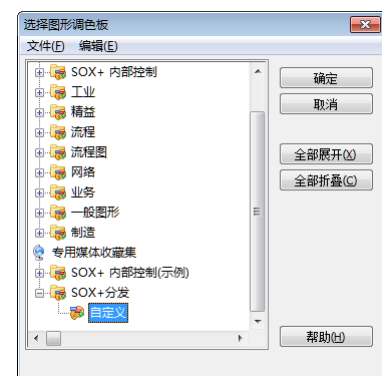 选择图形调色板
文件(F) 编辑(E)
SOX+ 内部控制
工业
精益
流程
流程图
网络
业务
一般图形
制造
专用媒体收藏集
SOX+ 内部控制(示例)
SOX+分发
自定义
确定
取消
全部展开(X)
全部折叠(C)
帮助(H)